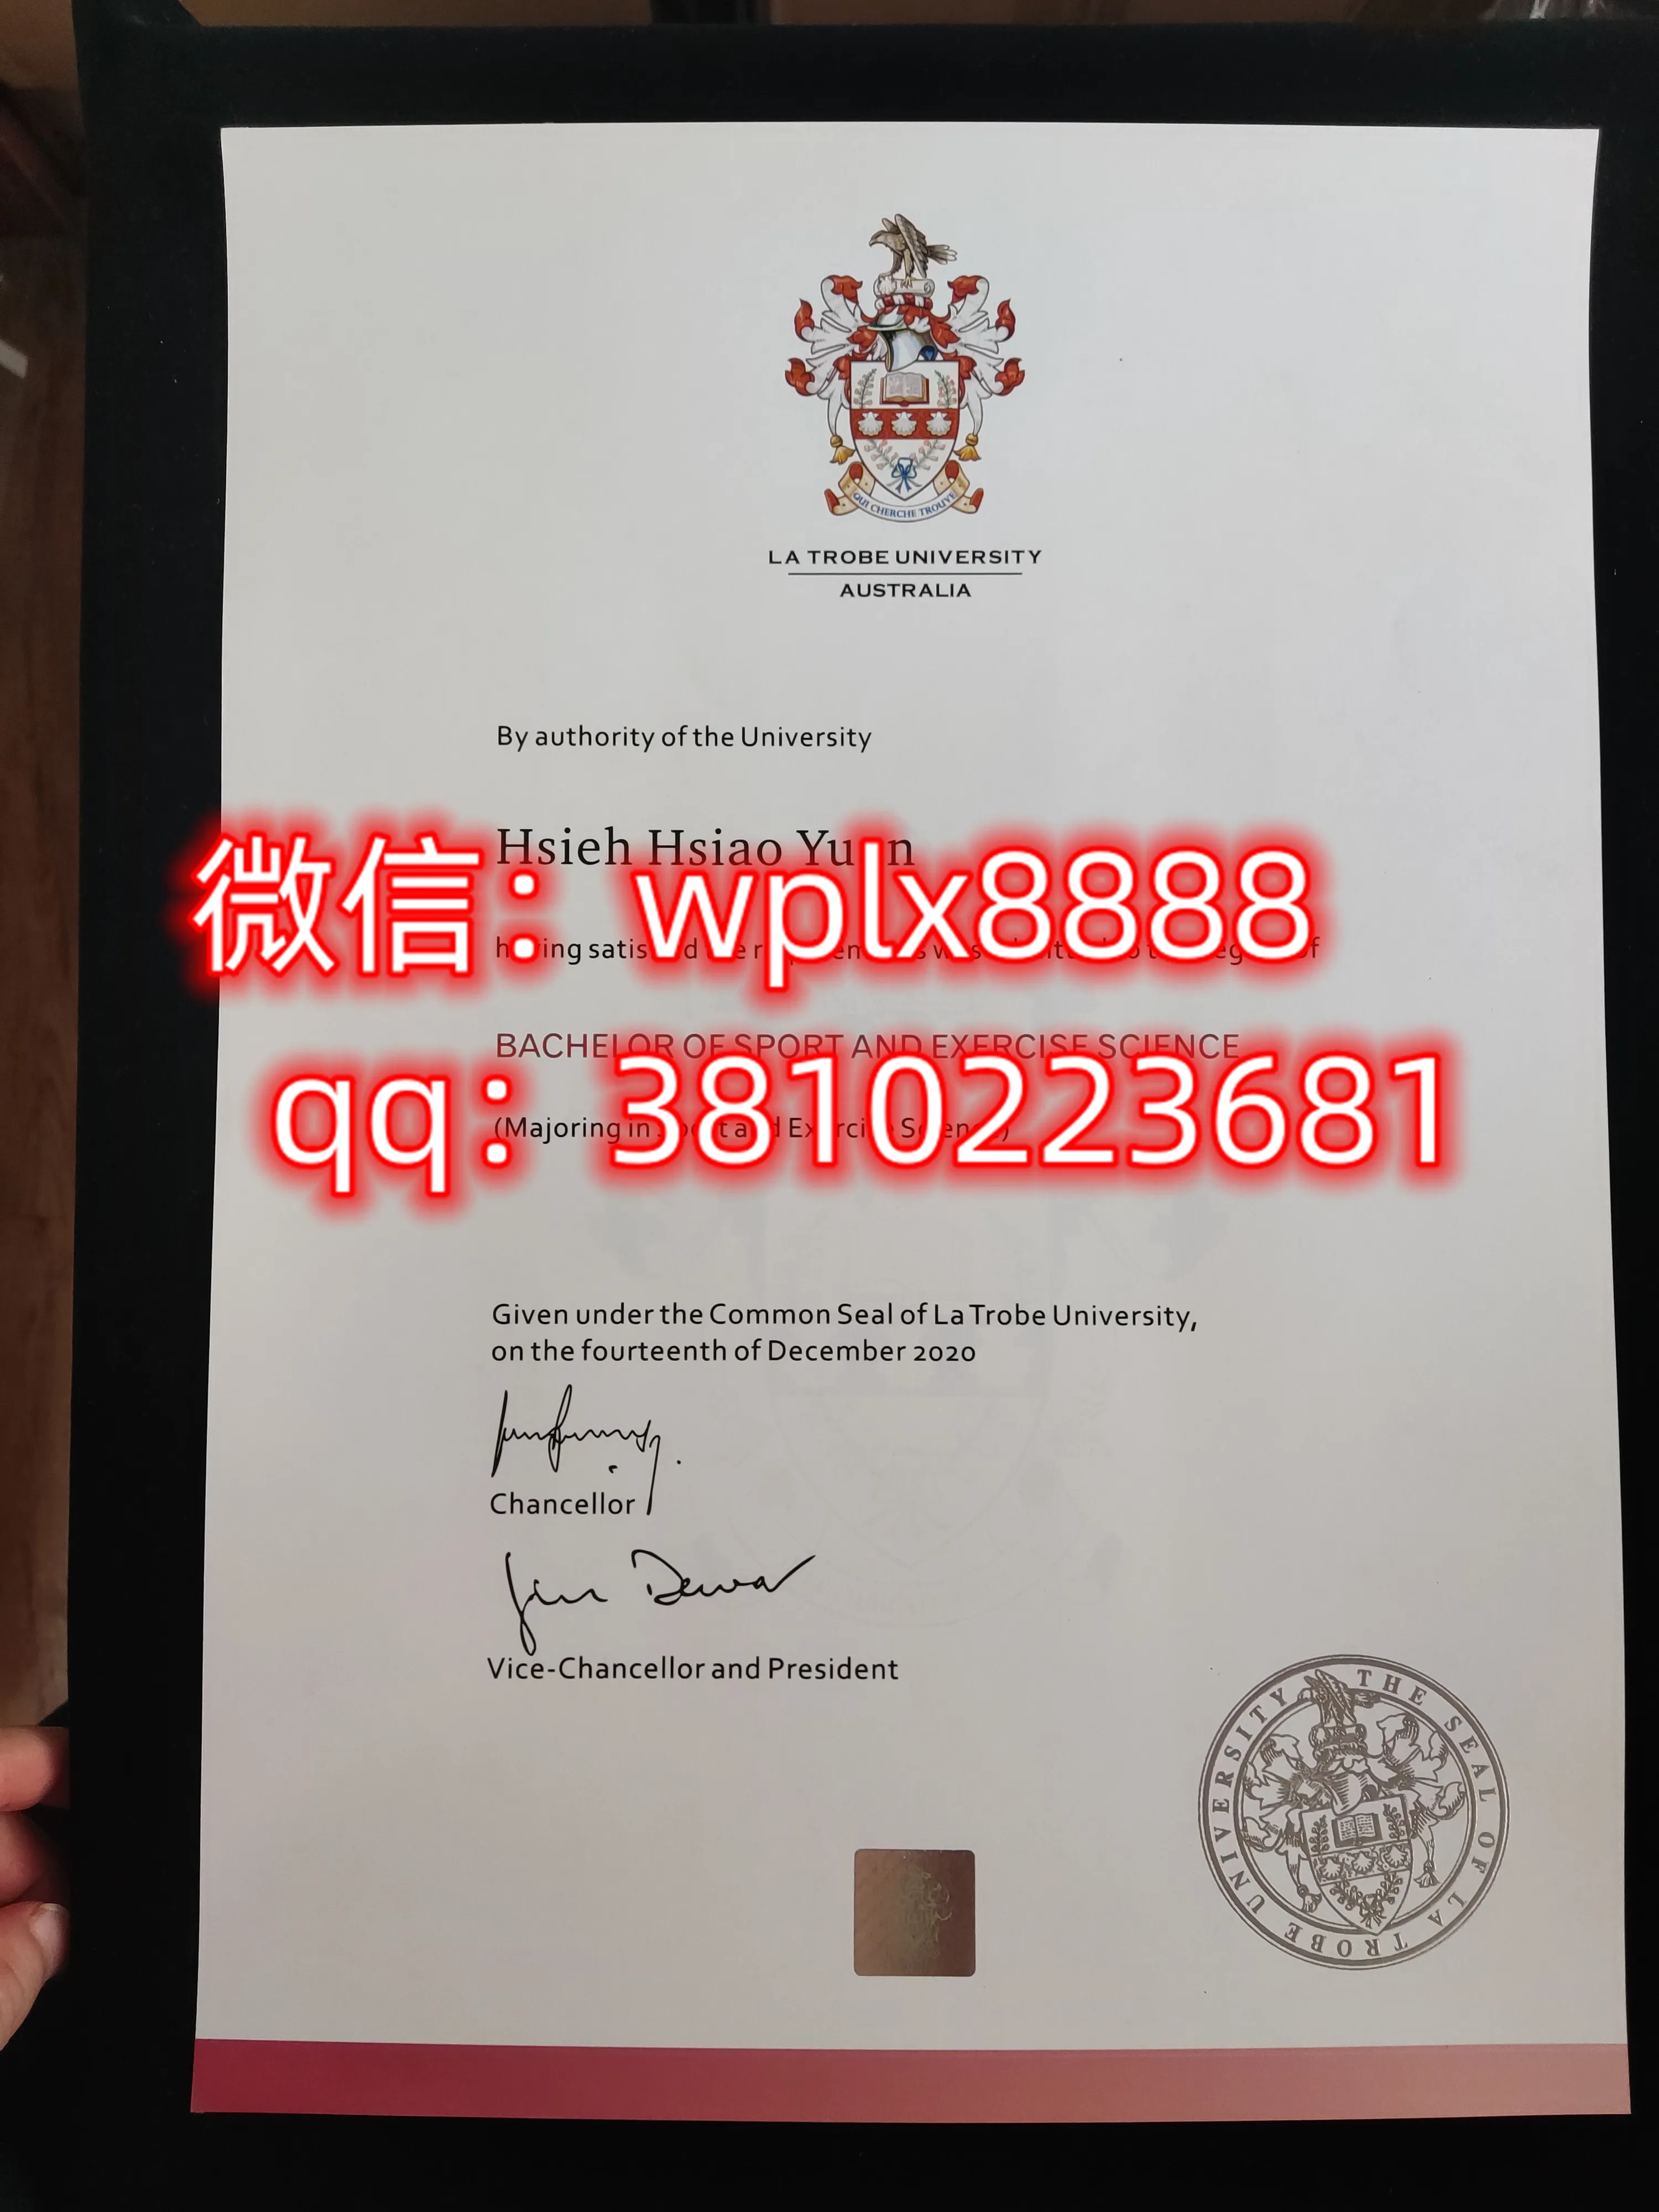 QUI CHERCHE TROUVE
LA TROBE UNIVERSITY
AUSTRALIA
By authority of the University
Hsieh Hsiao
微信：wplx8888
BACHELOR OF SPORT AND EXERCISE SCIENCE
qq：3810223681
(Majoring in
Given under the Common Seal of La Trobe University,
on the fourteenth of December 2020
Chancellor
Vice-Chancellor and President
THE SEAL OF LA TROBE UNIVERSITY